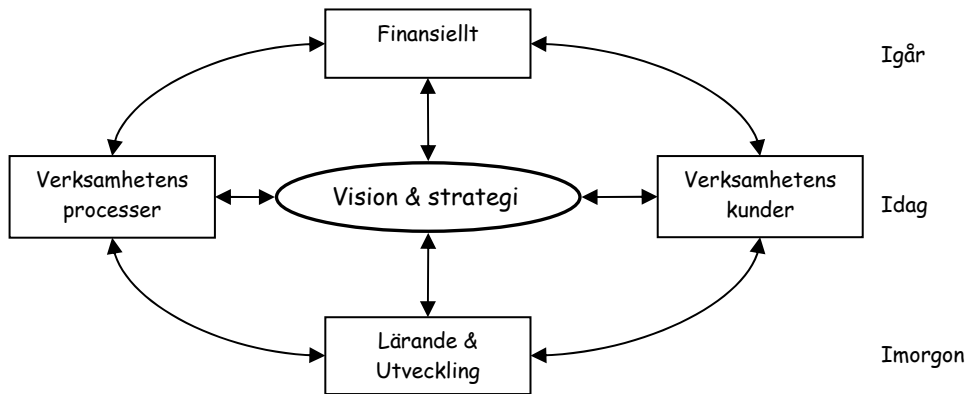 Finansiellt
Igår
Verksamhetens
processer
Vision & strategi
Verksamhetens
kunder
Idag
Lärande &
Utveckling
Imorgon